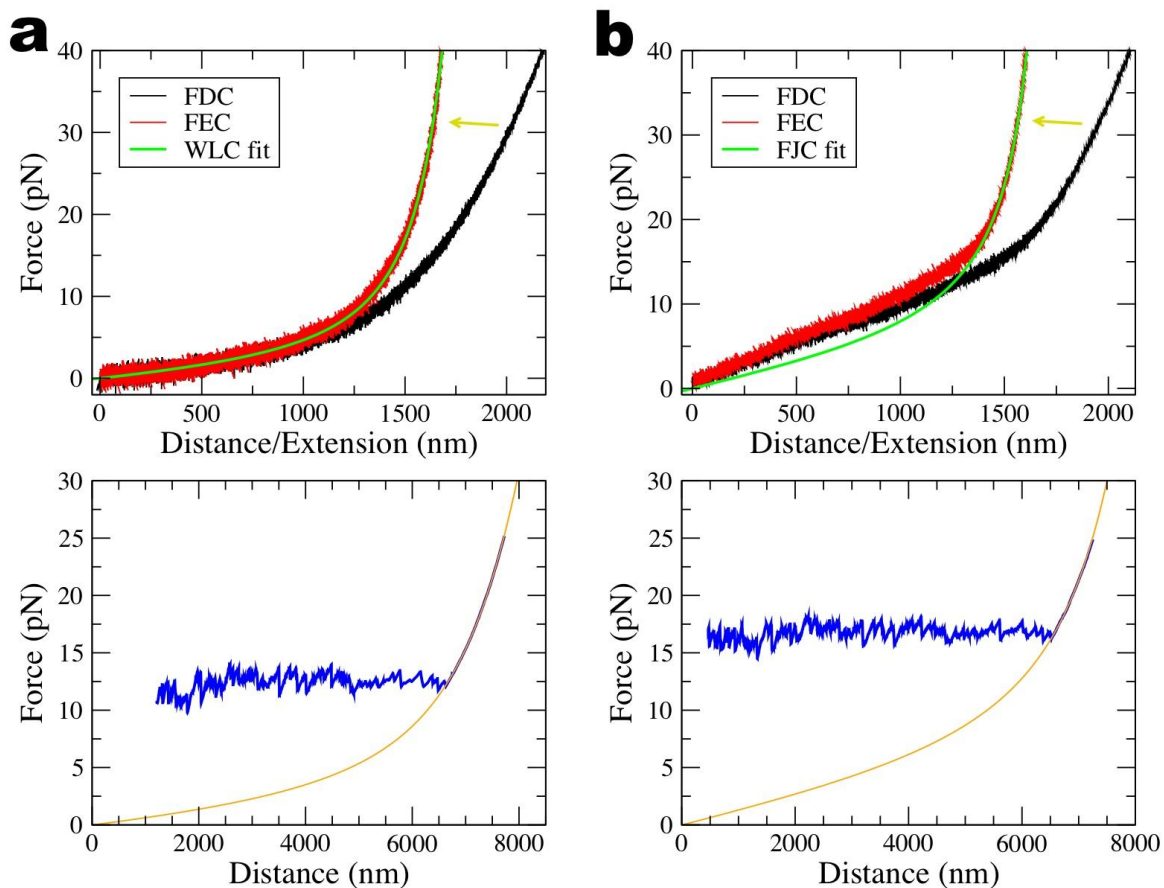 a
40
30
20
10
0
Force (pN)
FDC
FEC
WLC fit
0 500 1000 1500 2000
Distance/Extension (nm)
b
40
30
20
10
0
Force (pN)
FDC
FEC
FJC fit
0 500 1000 1500 2000
Distance/Extension (nm)
30
25
20
15
10
5
0
Force (pN)
0 2000 4000 6000 8000
Distance (nm)
30
25
20
15
10
5
0
Force (pN)
0 2000 4000 6000 8000
Distance (nm)